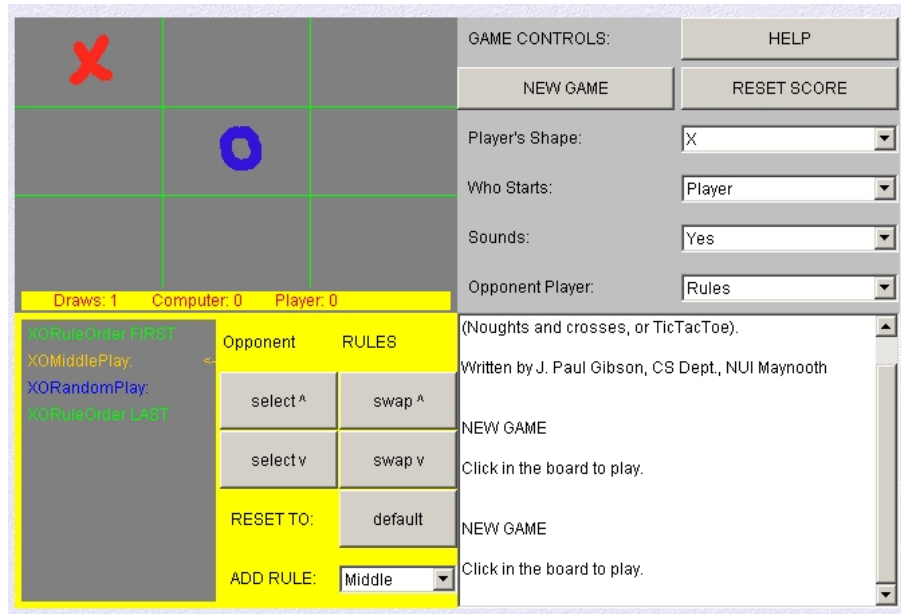 X
O
Draws: 1 Computer: 0 Player: 0
GAME CONTROLS:
HELP
NEW GAME
RESET SCORE
Player's Shape:
X
Who Starts:
Player
Sounds:
Yes
Opponent Player:
Rules
XORuleOrder FIRST
XOMiddlePlay: <-
XORandomPlay:
XORuleOrder LAST
Opponent RULES
select ^
swap ^
select v
swap v
RESET TO:
default
ADD RULE:
Middle
(Noughts and crosses, or TicTacToe).
Written by J. Paul Gibson, CS Dept., NUI Maynooth
NEW GAME
Click in the board to play.
NEW GAME
Click in the board to play.